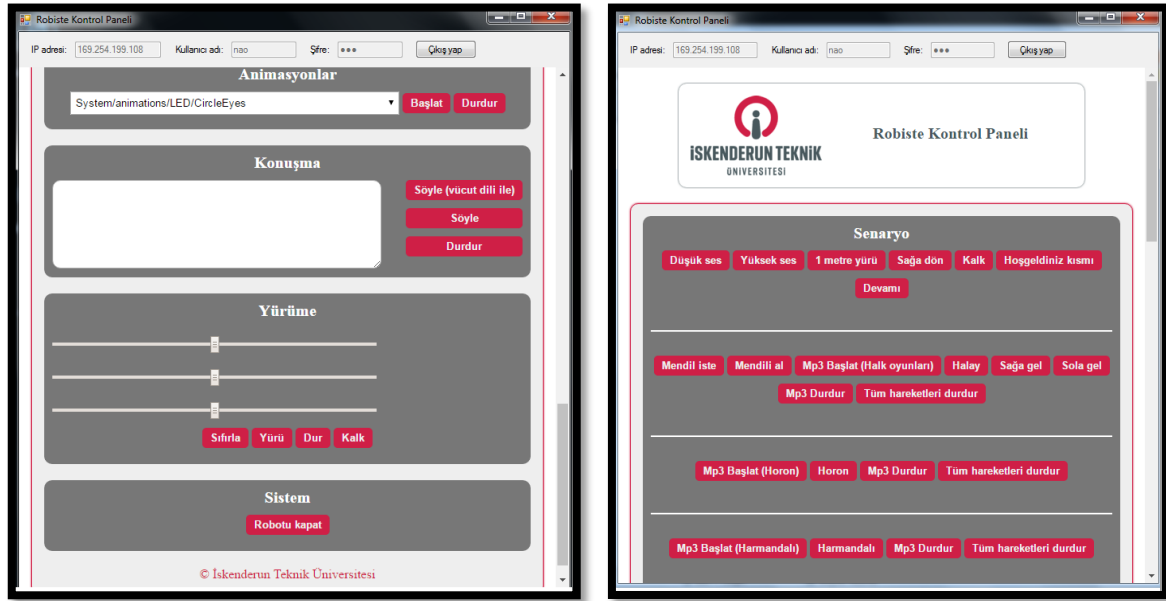 Robiste Kontrol Paneli
IP adresi: 169.254.199.108 Kullanıcı adı: nao Şifre: ●●● Çıkış yap
Animasyonlar
System/animations/LED/CircleEyes Başlat Durdur
Konuşma
Söyle (vücut dili ile)
Söyle
Durdur
Yürüme
Sıfırla Yürü Dur Kalk
Sistem
Robotu kapat
© İskenderun Teknik Üniversitesi
Robiste Kontrol Paneli
IP adresi: 169.254.199.108 Kullanıcı adı: nao Şifre: ●●● Çıkış yap
İSKENDERUN TEKNİK
ÜNİVERSİTESİ
Robiste Kontrol Paneli
Senaryo
Düşük ses Yüksek ses 1 metre yürü Sağa dön Kalk Hoşgeldiniz kısmı
Devamı
Mendil iste Mendili al Mp3 Başlat (Halk oyunları) Halay Sağa gel Sola gel
Mp3 Durdur Tüm hareketleri durdur
Mp3 Başlat (Horon) Horon Mp3 Durdur Tüm hareketleri durdur
Mp3 Başlat (Harmandalı) Harmandalı Mp3 Durdur Tüm hareketleri durdur